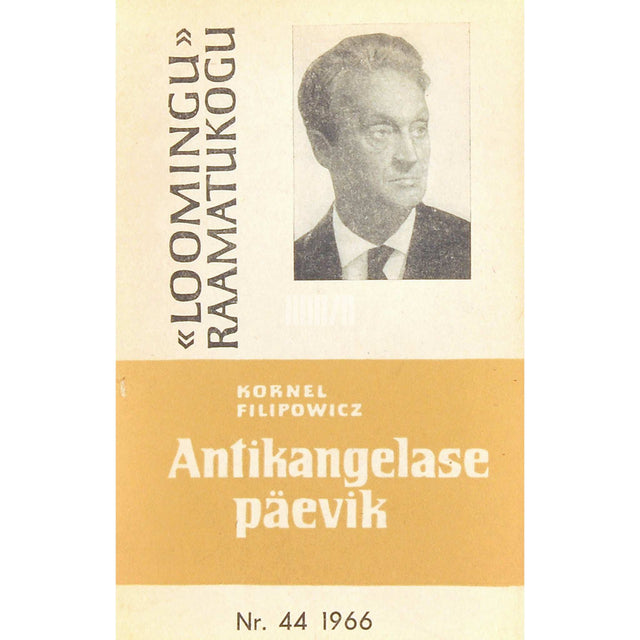 «LOOMINGU»
RAAMATUKOGU
KORNEL
FILIPOWICZ
Antikangelase
päevik
Nr. 44 1966